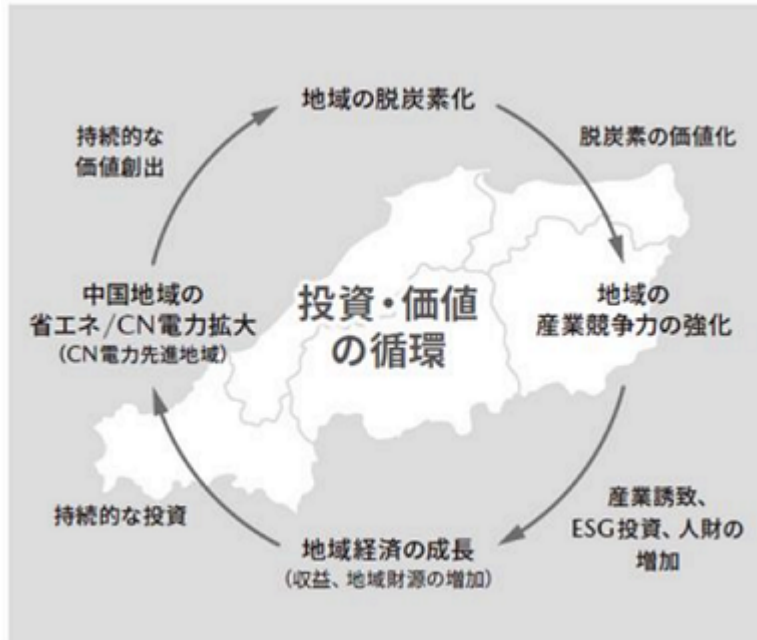 地域の脱炭素化
持続的な
価値創出
脱炭素の価値化
中国地域の
省エネ/CN電力拡大
(CN電力先進地域)
投資・価値
の循環
地域の
産業競争力の強化
持続的な投資
産業誘致、
ESG投資、人財の
増加
地域経済の成長
(収益、地域財源の増加)